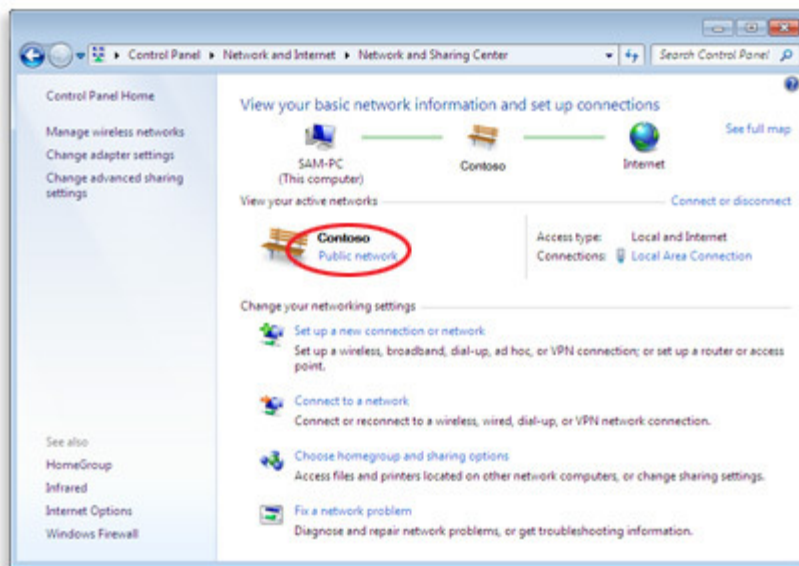 Control Panel ▸ Network and Internet ▸ Network and Sharing Center
Search Control Panel
Control Panel Home
Manage wireless networks
Change adapter settings
Change advanced sharing
settings
See also
HomeGroup
Infrared
Internet Options
Windows Firewall
View your basic network information and set up connections
See full map
SAM-PC
(This computer)
Contoso
Internet
View your active networks
Connect or disconnect
Contoso
Public network
Access type: Local and Internet
Connections: Local Area Connection
Change your networking settings
Set up a new connection or network
Set up a wireless, broadband, dial-up, ad hoc, or VPN connection; or set up a router or access
point.
Connect to a network
Connect or reconnect to a wireless, wired, dial-up, or VPN network connection.
Choose homegroup and sharing options
Access files and printers located on other network computers, or change sharing settings.
Fix a network problem
Diagnose and repair network problems, or get troubleshooting information.